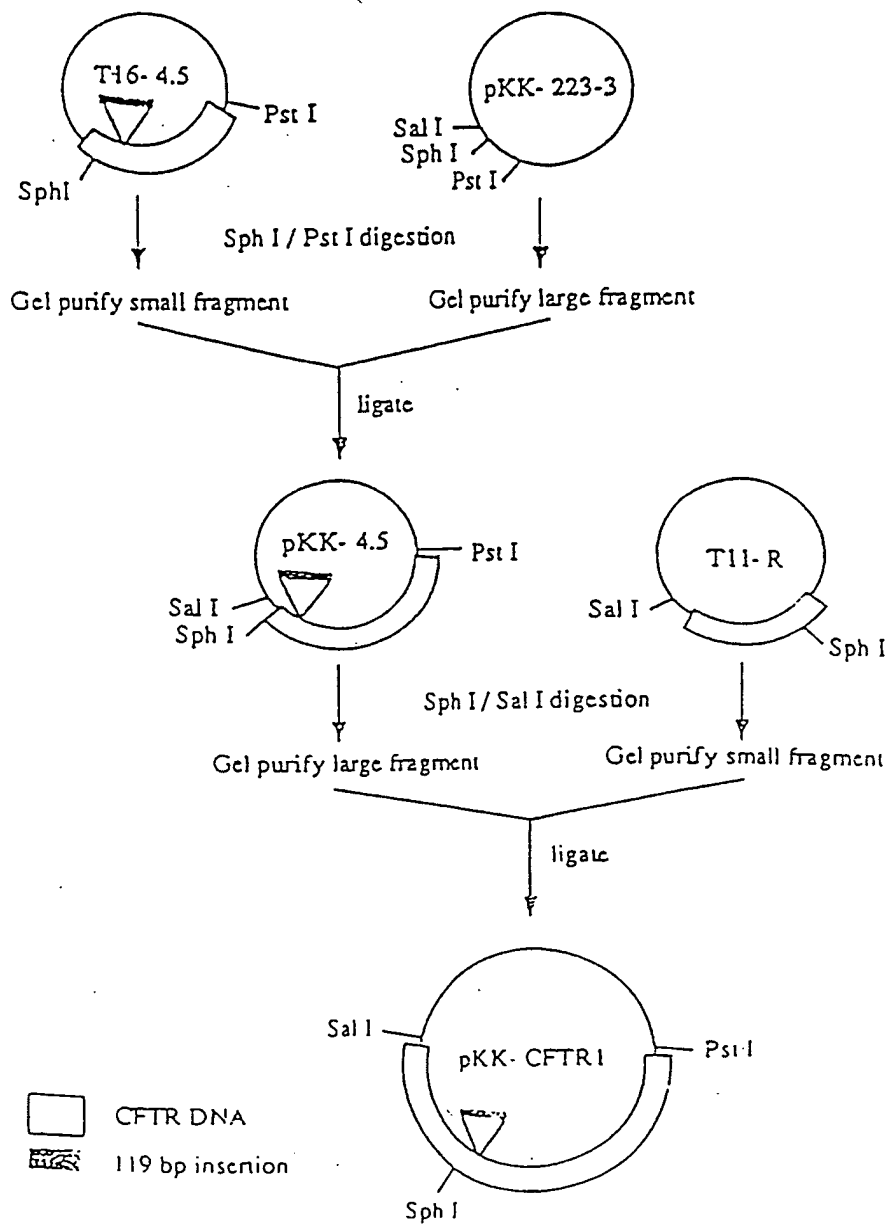 T16-4.5
Pst I
SphI
pKK-223-3
Sal I
Sph I
Pst I
Sph I / Pst I digestion
Gel purify small fragment
Gel purify large fragment
ligate
pKK-4.5
Pst I
Sal I
Sph I
T11-R
Sal I
Sph I
Sph I / Sal I digestion
Gel purify large fragment
Gel purify small fragment
ligate
Sal I
pKK-CFTR1
Pst I
Sph I
CFTR DNA
119 bp insertion